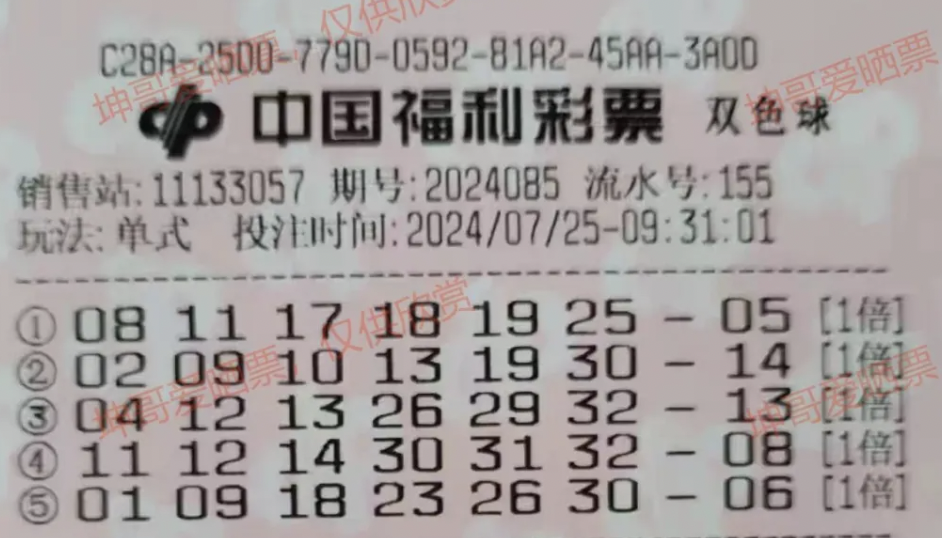 C28A-25D0-779D-0592-81A2-45AA-3A0D
中国福利彩票 双色球
销售站:11133057 期号:2024085 流水号:155
玩法:单式 投注时间:2024/07/25-09:31:01
① 08 11 17 18 19 25 - 05 [1倍]
② 02 09 10 13 19 30 - 14 [1倍]
③ 04 12 13 26 29 32 - 13 [1倍]
④ 11 12 14 30 31 32 - 08 [1倍]
⑤ 01 09 18 23 26 30 - 06 [1倍]
坤哥爱晒票,仅供欣赏
坤哥爱晒票
坤哥爱晒票,仅供欣赏
坤哥爱晒票